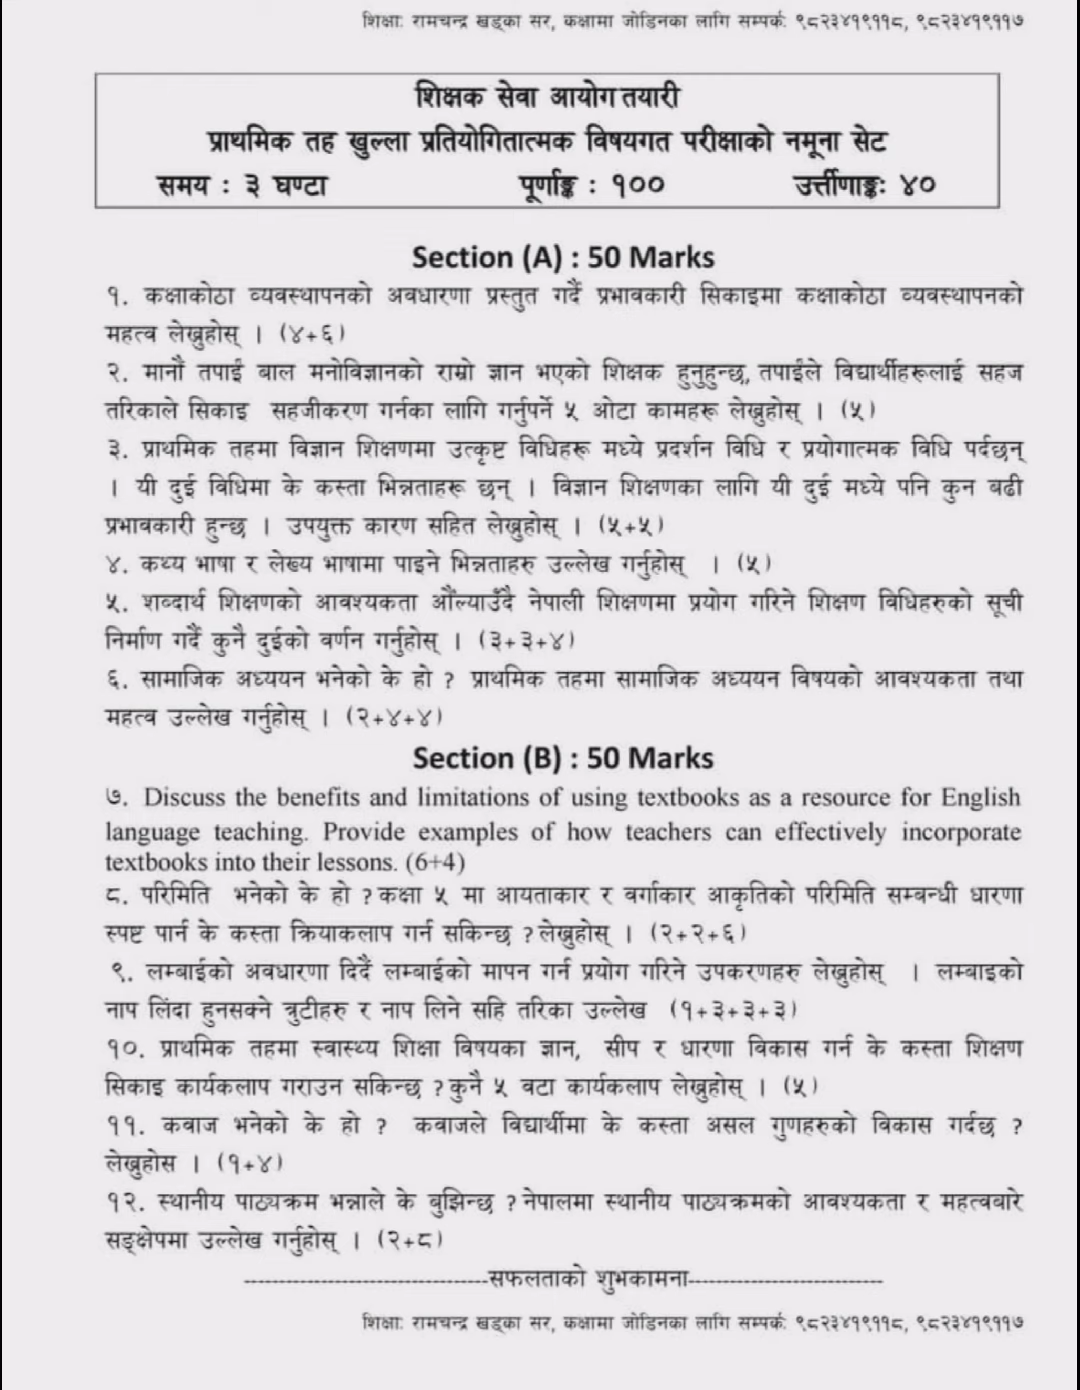 शिक्षाः रामचन्द्र खड्का सर, कक्षामा जोडिनका लागि सम्पर्कः ९८२३४१९११८, ९८२३४१९११७
शिक्षक सेवा आयोग तयारी
प्राथमिक तह खुल्ला प्रतियोगितात्मक विषयगत परीक्षाको नमूना सेट
समय : ३ घण्टा पूर्णाङ्क : १०० उर्त्तीणाङ्कः ४०
Section (A) : 50 Marks
१. कक्षाकोठा व्यवस्थापनको अवधारणा प्रस्तुत गर्दै प्रभावकारी सिकाइमा कक्षाकोठा व्यवस्थापनको
महत्व लेख्नुहोस् । (४+६)
२. मानौं तपाई बाल मनोविज्ञानको राम्रो ज्ञान भएको शिक्षक हुनुहुन्छ, तपाईंले विद्यार्थीहरूलाई सहज
तरिकाले सिकाइ सहजीकरण गर्नका लागि गर्नुपर्ने ५ ओटा कामहरू लेख्नुहोस् । (५)
३. प्राथमिक तहमा विज्ञान शिक्षणमा उत्कृष्ट विधिहरू मध्ये प्रदर्शन विधि र प्रयोगात्मक विधि पर्दछन्
। यी दुई विधिमा के कस्ता भिन्नताहरू छन् । विज्ञान शिक्षणका लागि यी दुई मध्ये पनि कुन बढी
प्रभावकारी हुन्छ । उपयुक्त कारण सहित लेख्नुहोस् । (५+५)
४. कथ्य भाषा र लेख्य भाषामा पाइने भिन्नताहरु उल्लेख गर्नुहोस् । (५)
५. शव्दार्थ शिक्षणको आवश्यकता औंल्याउँदै नेपाली शिक्षणमा प्रयोग गरिने शिक्षण विधिहरुको सूची
निर्माण गर्दै कुनै दुईको वर्णन गर्नुहोस् । (३+३+४)
६. सामाजिक अध्ययन भनेको के हो ? प्राथमिक तहमा सामाजिक अध्ययन विषयको आवश्यकता तथा
महत्व उल्लेख गर्नुहोस् । (२+४+४)
Section (B) : 50 Marks
७. Discuss the benefits and limitations of using textbooks as a resource for English
language teaching. Provide examples of how teachers can effectively incorporate
textbooks into their lessons. (6+4)
८. परिमिति भनेको के हो ? कक्षा ५ मा आयताकार र वर्गाकार आकृतिको परिमिति सम्बन्धी धारणा
स्पष्ट पार्न के कस्ता क्रियाकलाप गर्न सकिन्छ ? लेख्नुहोस् । (२+२+६)
९. लम्बाईको अवधारणा दिदैं लम्बाईको मापन गर्न प्रयोग गरिने उपकरणहरु लेख्नुहोस् । लम्बाइको
नाप लिंदा हुनसक्ने त्रुटीहरु र नाप लिने सहि तरिका उल्लेख (१+३+३+३)
१०. प्राथमिक तहमा स्वास्थ्य शिक्षा विषयका ज्ञान, सीप र धारणा विकास गर्न के कस्ता शिक्षण
सिकाइ कार्यकलाप गराउन सकिन्छ ? कुनै ५ वटा कार्यकलाप लेख्नुहोस् । (५)
११. कबाज भनेको के हो ? कबाजले विद्यार्थीमा के कस्ता असल गुणहरुको विकास गर्दछ ?
लेख्नुहोस । (१+४)
१२. स्थानीय पाठ्यक्रम भन्नाले के बुझिन्छ ? नेपालमा स्थानीय पाठ्यक्रमको आवश्यकता र महत्वबारे
सङ्क्षेपमा उल्लेख गर्नुहोस् । (२+८)
-----------------------------------सफलताको शुभकामना----------------------------
शिक्षाः रामचन्द्र खड्का सर, कक्षामा जोडिनका लागि सम्पर्कः ९८२३४१९११८, ९८२३४१९११७